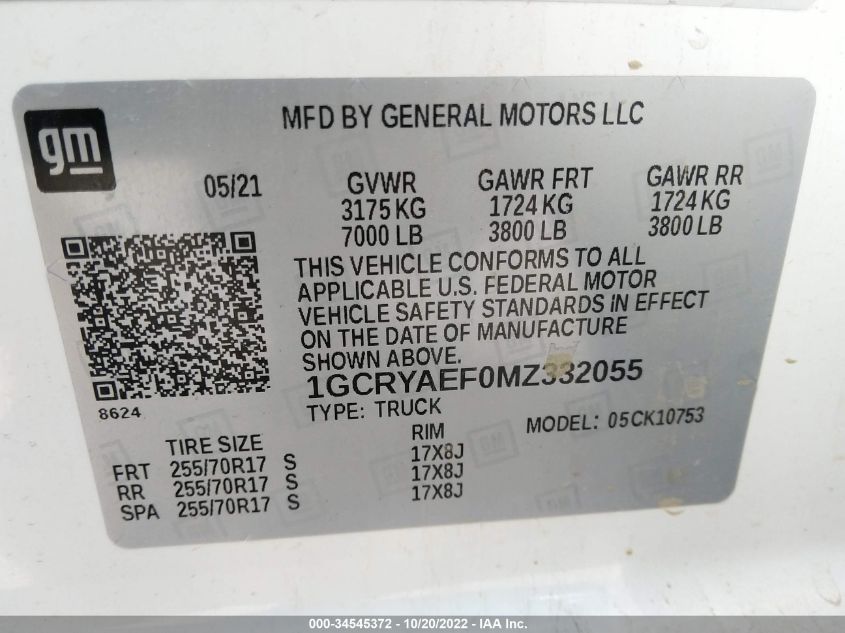 gm
MFD BY GENERAL MOTORS LLC
05/21 GVWR GAWR FRT GAWR RR
3175 KG 1724 KG 1724 KG
7000 LB 3800 LB 3800 LB
THIS VEHICLE CONFORMS TO ALL
APPLICABLE U.S. FEDERAL MOTOR
VEHICLE SAFETY STANDARDS IN EFFECT
ON THE DATE OF MANUFACTURE
SHOWN ABOVE.
1GCRYAEF0MZ332055
8624 TYPE: TRUCK MODEL: 05CK10753
TIRE SIZE RIM
FRT 255/70R17 S 17X8J
RR 255/70R17 S 17X8J
SPA 255/70R17 S 17X8J
000-34545372 - 10/20/2022 - IAA Inc.